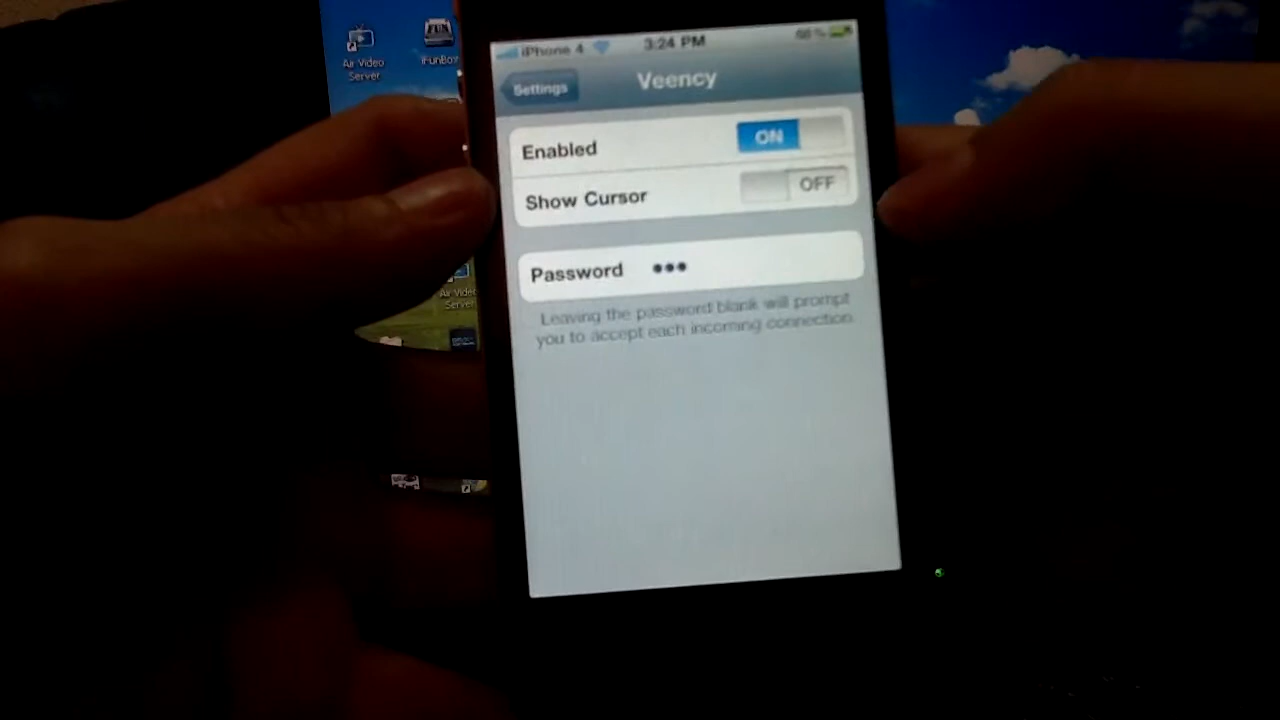 Air Video
Server
iFunBox
iPhone 4
3:24 PM
Settings
Veency
Enabled
ON
Show Cursor
OFF
Password
Leaving the password blank will prompt
you to accept each incoming connection.
Air Video
Server